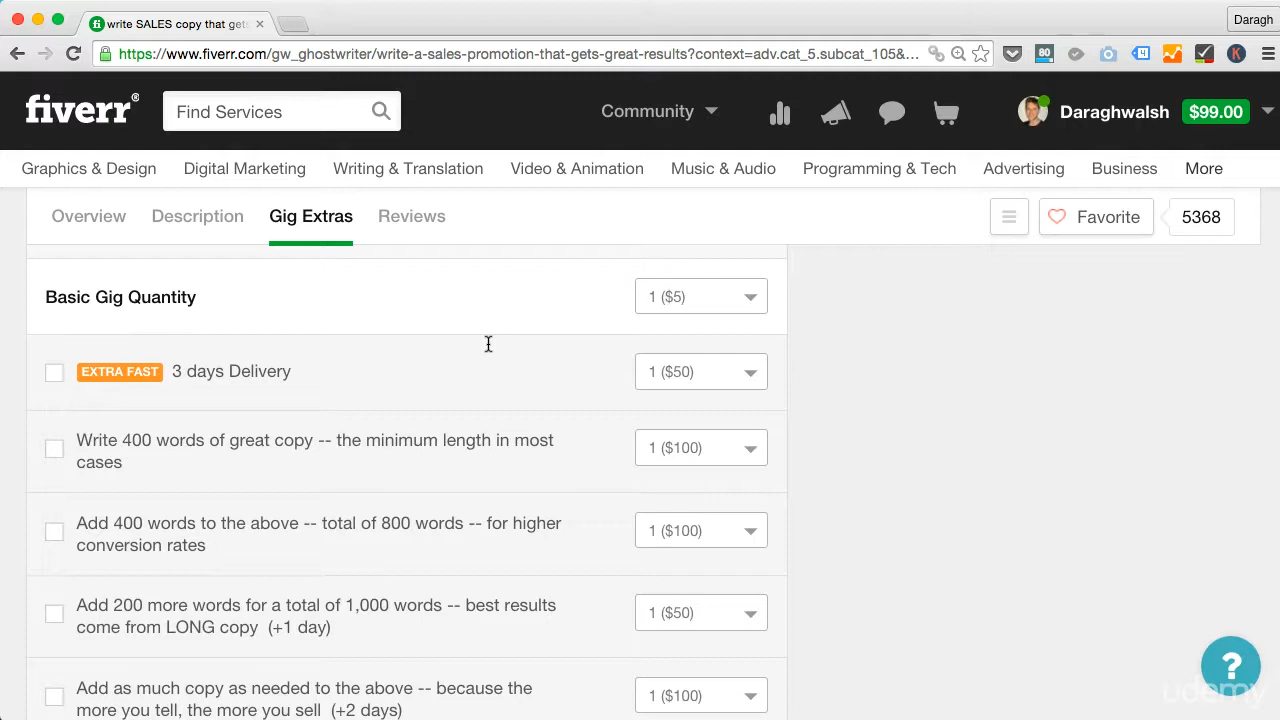 write SALES copy that gets
Daragh
https://www.fiverr.com/gw_ghostwriter/write-a-sales-promotion-that-gets-great-results?context=adv.cat_5.subcat_105&...
80
4
K
fiverr®
Find Services
Community
Daraghwalsh
$99.00
Graphics & Design
Digital Marketing
Writing & Translation
Video & Animation
Music & Audio
Programming & Tech
Advertising
Business
More
Overview
Description
Gig Extras
Reviews
Favorite
5368
Basic Gig Quantity
1 ($5)
EXTRA FAST 3 days Delivery
1 ($50)
Write 400 words of great copy -- the minimum length in most
cases
1 ($100)
Add 400 words to the above -- total of 800 words -- for higher
conversion rates
1 ($100)
Add 200 more words for a total of 1,000 words -- best results
come from LONG copy (+1 day)
1 ($50)
Add as much copy as needed to the above -- because the
more you tell, the more you sell (+2 days)
1 ($100)
?
udemy